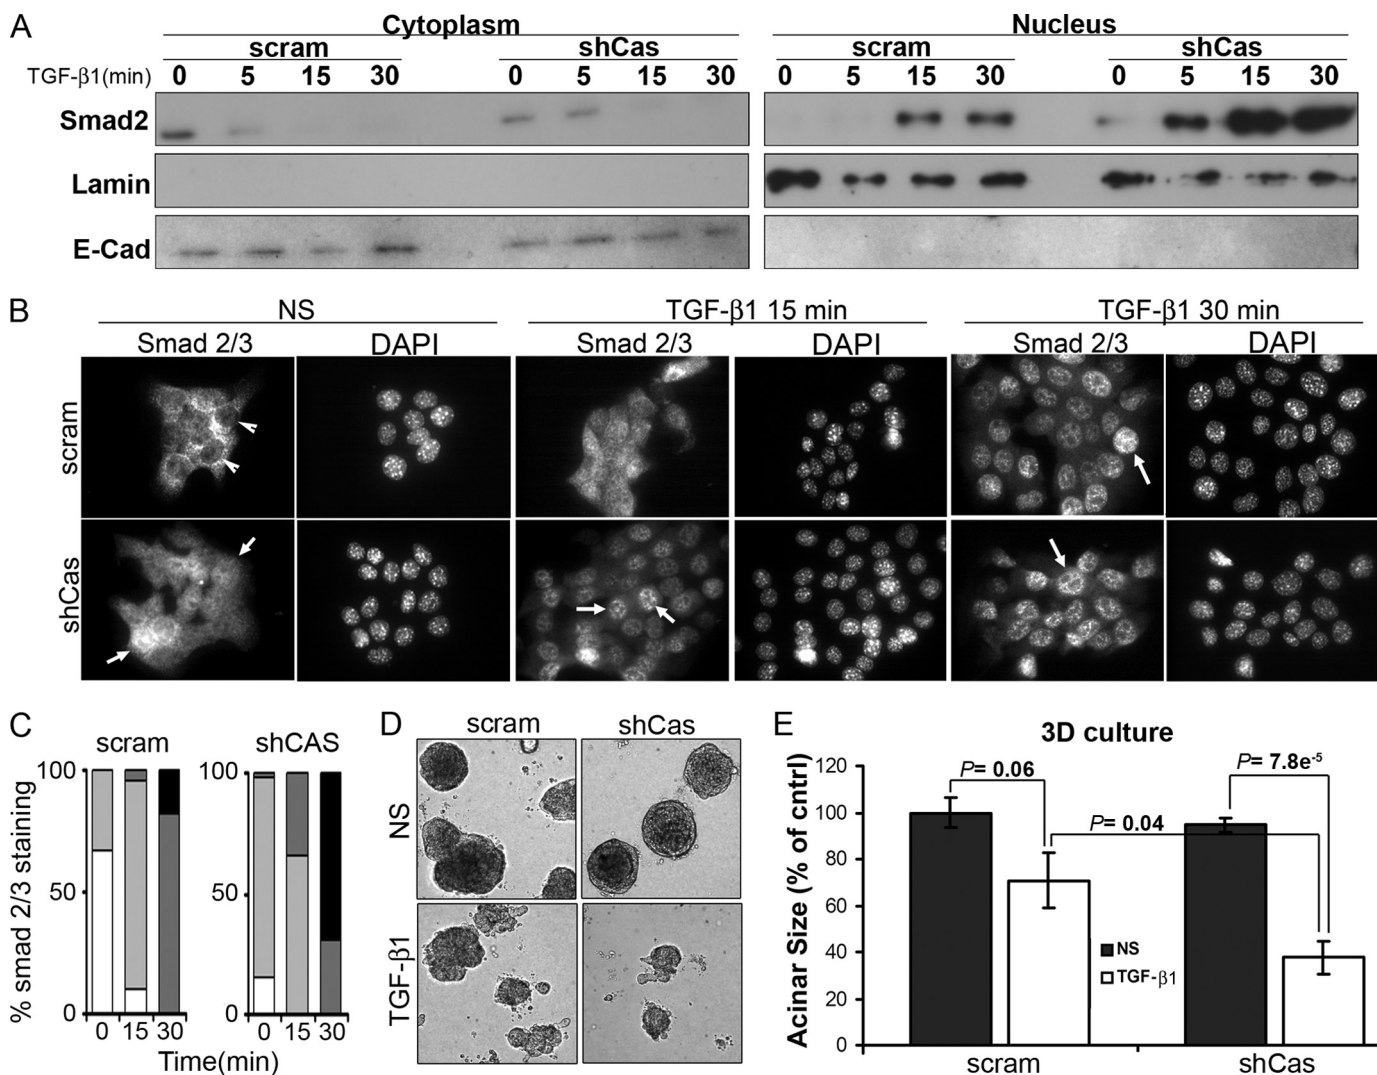 A
Cytoplasm Nucleus
scram shCas scram shCas
TGF-β1(min) 0 5 15 30 0 5 15 30 0 5 15 30 0 5 15 30
Smad2
Lamin
E-Cad
B
NS TGF-β1 15 min TGF-β1 30 min
Smad 2/3 DAPI Smad 2/3 DAPI Smad 2/3 DAPI
scram
shCas
C
scram shCAS
% smad 2/3 staining
100 100
50 50
0 0
0 15 30 0 15 30
Time(min)
D
scram shCas
NS
TGF-β1
E
3D culture
Acinar Size (% of cntrl)
120
100
80
60
40
20
0
P= 0.06
P= 0.04
P= 7.8e-5
NS
TGF-β1
scram shCas